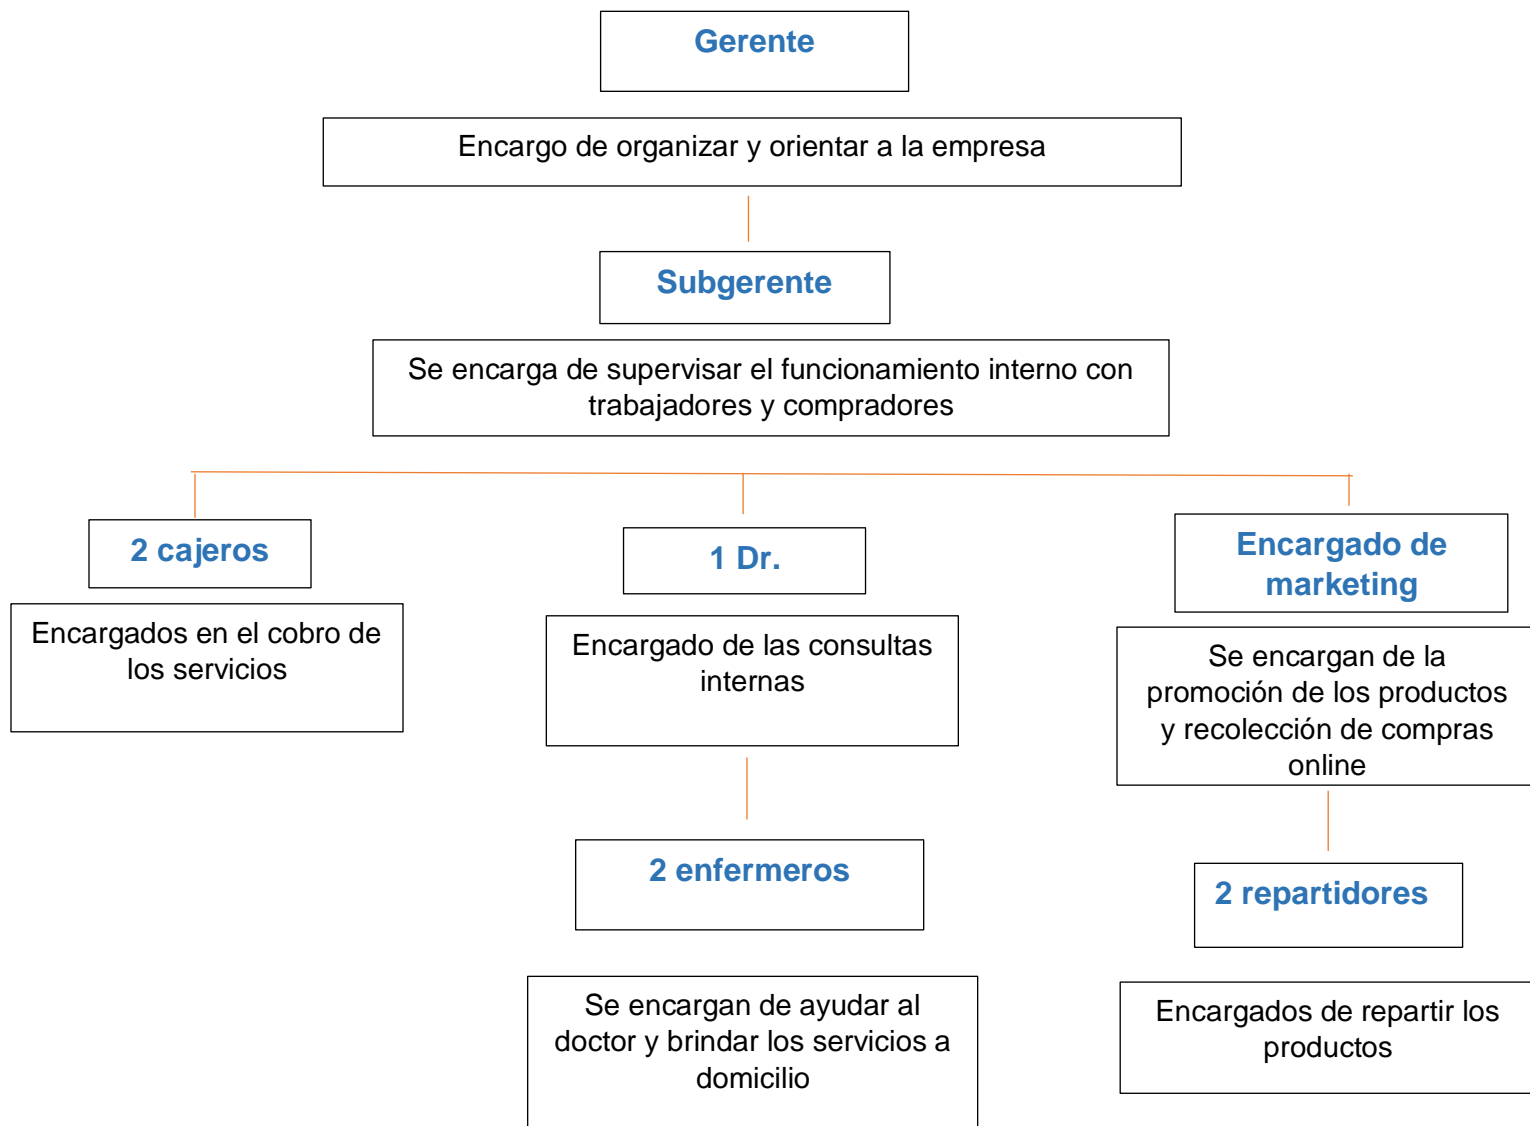 Gerente
Encargo de organizar y orientar a la empresa
Subgerente
Se encarga de supervisar el funcionamiento interno con
trabajadores y compradores
2 cajeros
Encargados en el cobro de
los servicios
1 Dr.
Encargado de las consultas
internas
2 enfermeros
Se encargan de ayudar al
doctor y brindar los servicios a
domicilio
Encargado de
marketing
Se encargan de la
promoción de los productos
y recolección de compras
online
2 repartidores
Encargados de repartir los
productos